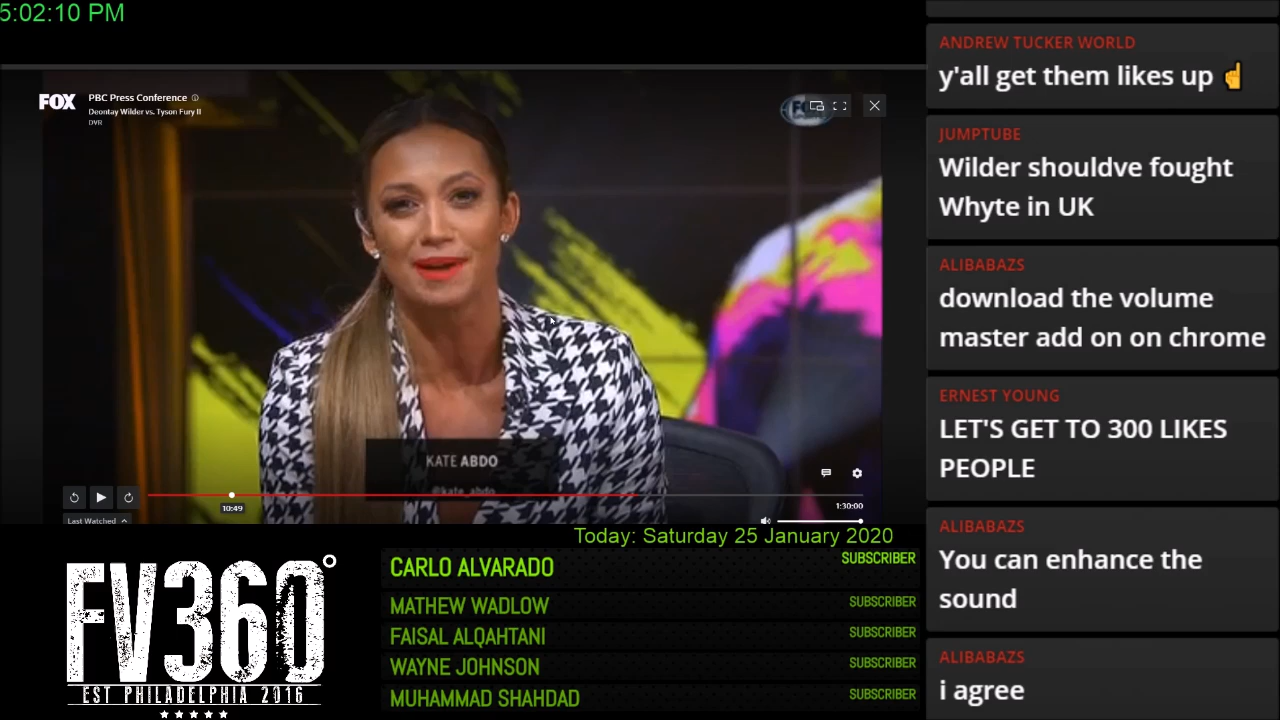 5:02:10 PM
FOX
PBC Press Conference
Deontay Wilder vs. Tyson Fury II
DVR
KATE ABDO
@kate_abdo
10:49
1:30:00
Last Watched
Today: Saturday 25 January 2020
FV360°
EST PHILADELPHIA 2016
CARLO ALVARADO SUBSCRIBER
MATHEW WADLOW SUBSCRIBER
FAISAL ALQAHTANI SUBSCRIBER
WAYNE JOHNSON SUBSCRIBER
MUHAMMAD SHAHDAD SUBSCRIBER
ANDREW TUCKER WORLD
y'all get them likes up ☝
JUMPTUBE
Wilder shouldve fought
Whyte in UK
ALIBABAZS
download the volume
master add on on chrome
ERNEST YOUNG
LET'S GET TO 300 LIKES
PEOPLE
ALIBABAZS
You can enhance the
sound
ALIBABAZS
i agree